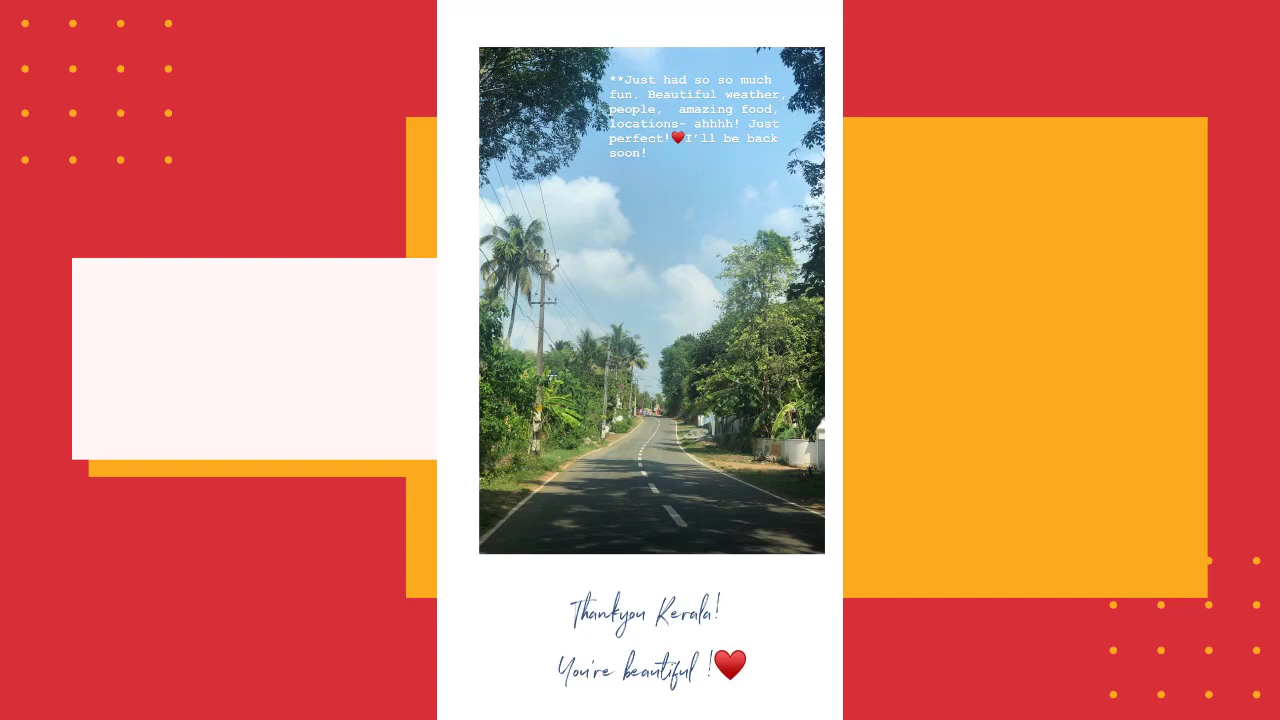 **Just had so so much
fun. Beautiful weather,
people,  amazing food,
locations- ahhhh! Just
perfect!♥️I'll be back
soon!
Thankyou Kerala!
You're beautiful !♥️